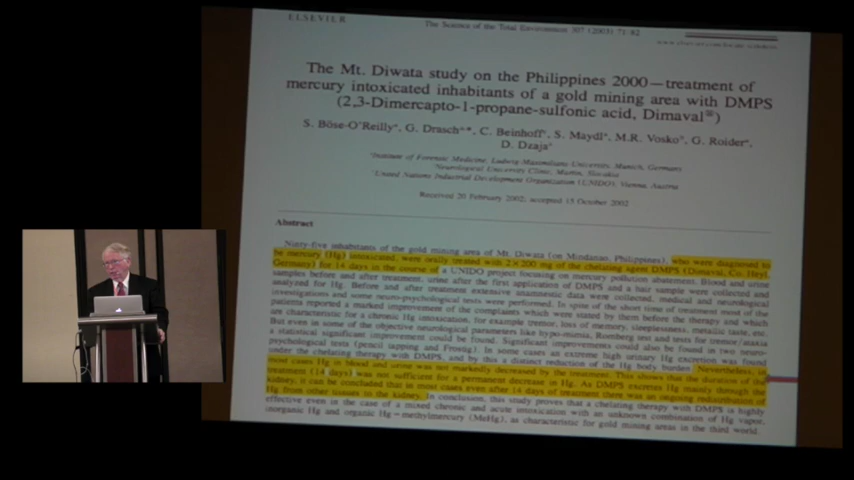 ELSEVIER
The Science of the Total Environment 307 (2003) 71-82
The Mt. Diwata study on the Philippines 2000—treatment of
mercury intoxicated inhabitants of a gold mining area with DMPS
(2,3-Dimercapto-1-propane-sulfonic acid, Dimaval®)
S. Böse-O'Reilly, G. Drasch, C. Beinhoff, S. Maydl, M.R. Vosko, G. Roider,
D. Dzaja
Institute of Forensic Medicine, Ludwig-Maximilians-University, Munich, Germany
Neurological University Clinic, Martin, Slovakia
United Nations Industrial Development Organization (UNIDO), Vienna, Austria
Received 20 February 2002; accepted 15 October 2002
Abstract
Ninety-five inhabitants of the gold mining area of Mt. Diwata (on Mindanao, Philippines), who were diagnosed to
be mercury (Hg) intoxicated, were orally treated with 2×200 mg of the chelating agent DMPS (Dimaval, Co. Heyl,
Germany) for 14 days in the course of a UNIDO project focusing on mercury pollution abatement. Blood and urine
samples before and after treatment, urine after the first application of DMPS and a hair sample were collected and
analyzed for Hg. Before and after treatment extensive anamnestic data were collected, medical and neurological
investigations and some neuro-psychological tests were performed. In spite of the short time of treatment most of the
patients reported a marked improvement of the complaints which were stated by them before the therapy and which
are characteristic for a chronic Hg intoxication, for example tremor, loss of memory, sleeplessness, metallic taste, etc.
But even in some of the objective neurological parameters like hypo-mimia, Romberg test and tests for tremor/ataxia
a statistical significant improvement could be found. Significant improvements could also be found in two neuro-
psychological tests (pencil tapping and Frostig). In some cases an extreme high urinary Hg excretion was found
under the chelating therapy with DMPS, and by this a distinct reduction of the Hg body burden. Nevertheless, in
most cases Hg in blood and urine was not markedly decreased by the treatment. This shows that the duration of the
treatment (14 days) was not sufficient for a permanent decrease in Hg. As DMPS excretes Hg mainly through the
kidney, it can be concluded that in most cases even after 14 days of treatment there was an ongoing redistribution of
Hg from other tissues to the kidney. In conclusion, this study proves that a chelating therapy with DMPS is highly
effective even in the case of a mixed chronic and acute intoxication with an unknown combination of Hg vapor,
inorganic Hg and organic Hg-methylmercury (MeHg), as characteristic for gold mining areas in the third world.